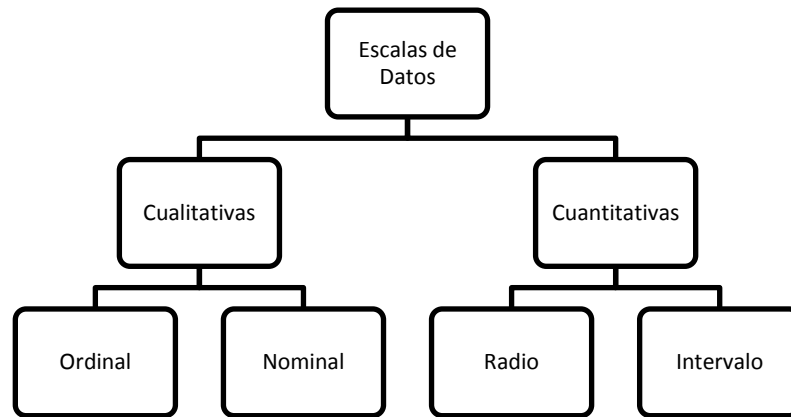 Escalas de
Datos
Cualitativas
Cuantitativas
Ordinal
Nominal
Radio
Intervalo